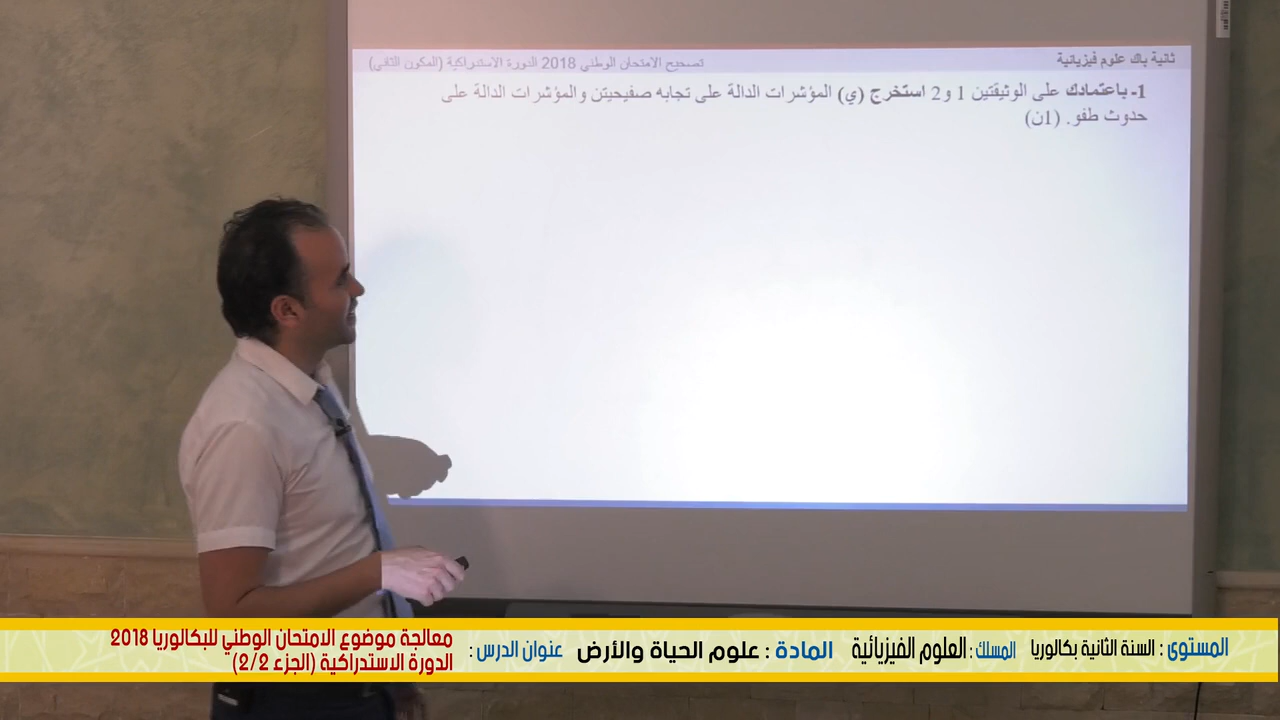 ثانية باك علوم فيزيائية
تصحيح الامتحان الوطني 2018 الدورة الاستدراكية (المكون الثاني)
1- باعتمادك على الوثيقتين 1 و2 استخرج (ي) المؤشرات الدالة على تجابه صفيحيتن والمؤشرات الدالة على
حدوث طفو. (1ن)
المستوى : السنة الثانية بكالوريا
المسلك : العلوم الفيزيائية
المادة : علوم الحياة والأرض
عنوان الدرس :
معالجة موضوع الامتحان الوطني للبكالوريا 2018
الدورة الاستدراكية (الجزء 2/2)